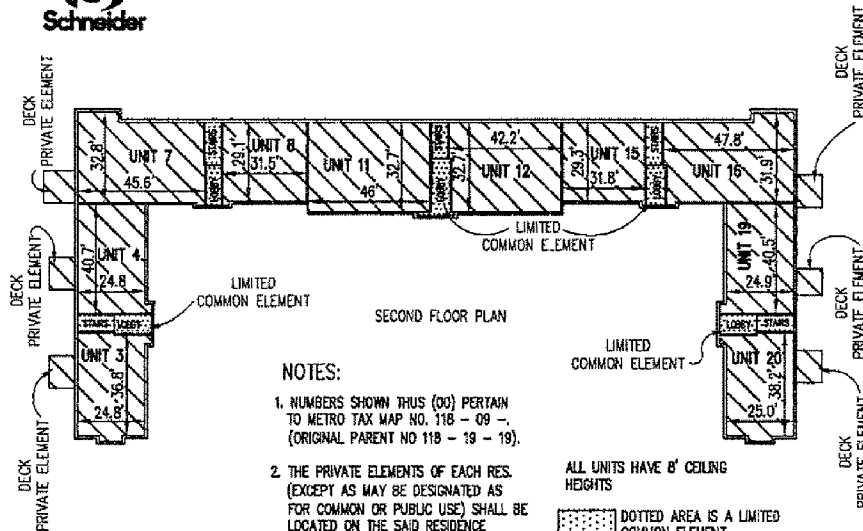 Schneider
DECK
PRIVATE ELEMENT
DECK
PRIVATE ELEMENT
32.8'
UNIT 7
45.6'
STAIRS
LOBBY
29.1'
UNIT 8
31.5'
UNIT 11
32.7'
46'
STAIRS
LOBBY
42.2'
32.7'
UNIT 12
29.3'
UNIT 15
31.8'
STAIRS
LOBBY
47.8'
UNIT 16
31.9'
LIMITED
COMMON ELEMENT
DECK
PRIVATE ELEMENT
UNIT 4
40.7'
24.8
UNIT 19
40.5'
24.9'
DECK
PRIVATE ELEMENT
LIMITED
COMMON ELEMENT
SECOND FLOOR PLAN
STAIRS
LOBBY
LOBBY
STAIRS
LIMITED
COMMON ELEMENT
UNIT 3
36.8'
24.8'
UNIT 20
38.2'
25.0'
DECK
PRIVATE ELEMENT
DECK
PRIVATE ELEMENT
NOTES:
1. NUMBERS SHOWN THUS (00) PERTAIN
TO METRO TAX MAP NO. 118 - 09 -.
(ORIGINAL PARENT NO 118 - 19 - 19).
2. THE PRIVATE ELEMENTS OF EACH RES.
(EXCEPT AS MAY BE DESIGNATED AS
FOR COMMON OR PUBLIC USE) SHALL BE
LOCATED ON THE SAID RESIDENCE
ALL UNITS HAVE 8' CEILING
HEIGHTS
DOTTED AREA IS A LIMITED
COMMON ELEMENT